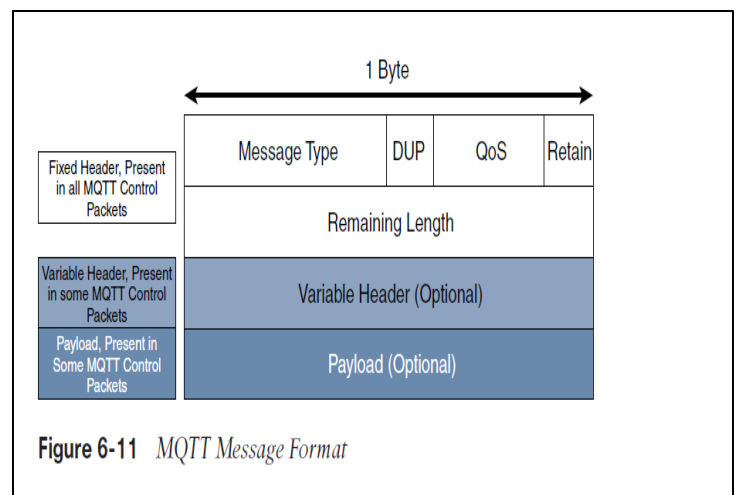 1 Byte
Fixed Header, Present
in all MQTT Control
Packets
Message Type DUP QoS Retain
Remaining Length
Variable Header, Present
in some MQTT Control
Packets
Variable Header (Optional)
Payload, Present in
Some MQTT Control
Packets
Payload (Optional)
Figure 6-11 MQTT Message Format